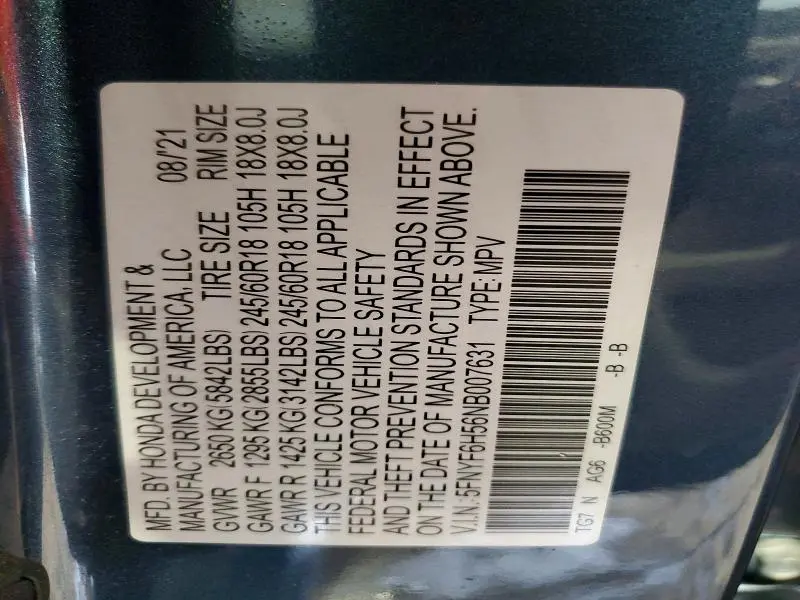 MFD. BY HONDA DEVELOPMENT &
MANUFACTURING OF AMERICA, LLC 08/'21
GVWR 2650 KG(5842LBS) TIRE SIZE RIM SIZE
GAWR F 1295 KG(2855LBS) 245/60R18 105H 18X8.0J
GAWR R 1425 KG(3142LBS) 245/60R18 105H 18X8.0J
THIS VEHICLE CONFORMS TO ALL APPLICABLE
FEDERAL MOTOR VEHICLE SAFETY
AND THEFT PREVENTION STANDARDS IN EFFECT
ON THE DATE OF MANUFACTURE SHOWN ABOVE.
V.I.N.: 5FNYF6H56NB007631 TYPE: MPV
TG7 N AG6 -B600M -B -B